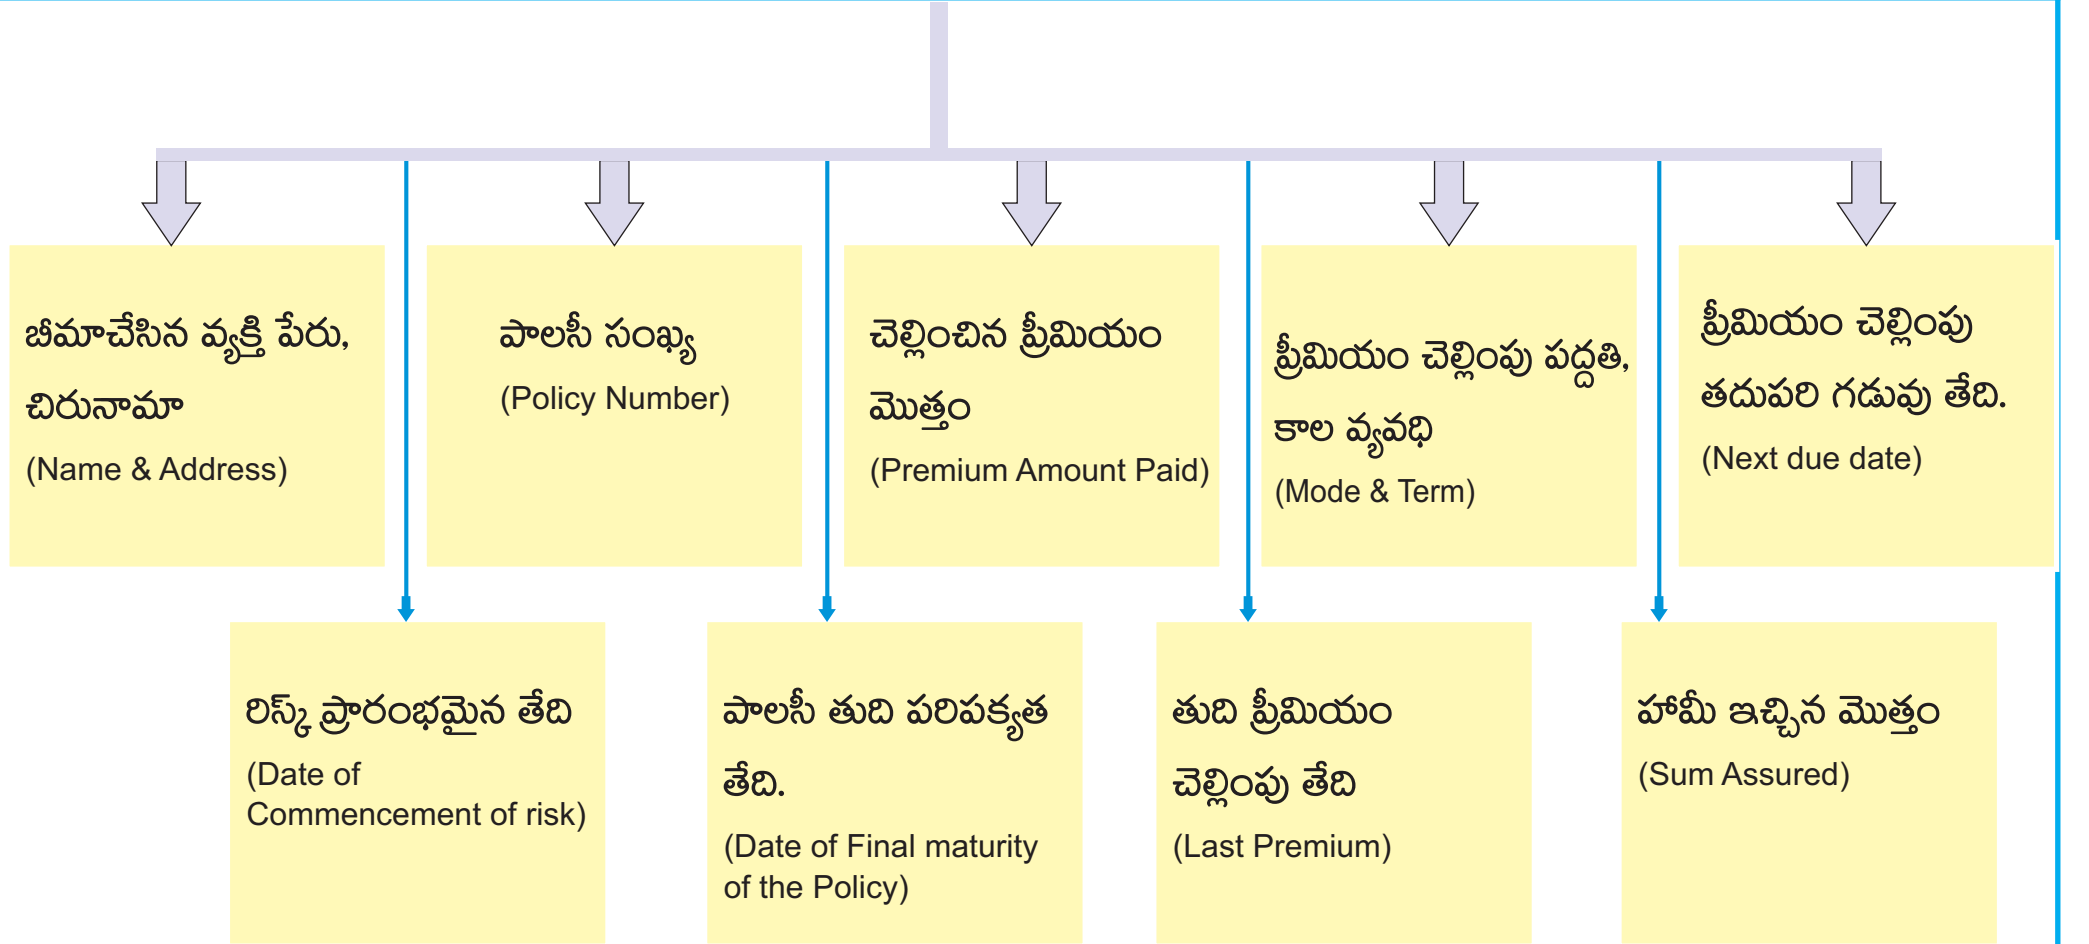 బీమాచేసిన వ్యక్తి పేరు,
చిరునామా
(Name & Address)
పాలసీ సంఖ్య
(Policy Number)
చెల్లించిన ప్రీమియం
మొత్తం
(Premium Amount Paid)
ప్రీమియం చెల్లింపు పద్దతి,
కాల వ్యవధి
(Mode & Term)
ప్రీమియం చెల్లింపు
తదుపరి గడువు తేది.
(Next due date)
రిస్క్ ప్రారంభమైన తేది
(Date of
Commencement of risk)
పాలసీ తుది పరిపక్యత
తేది.
(Date of Final maturity
of the Policy)
తుది ప్రీమియం
చెల్లింపు తేది
(Last Premium)
హామీ ఇచ్చిన మొత్తం
(Sum Assured)